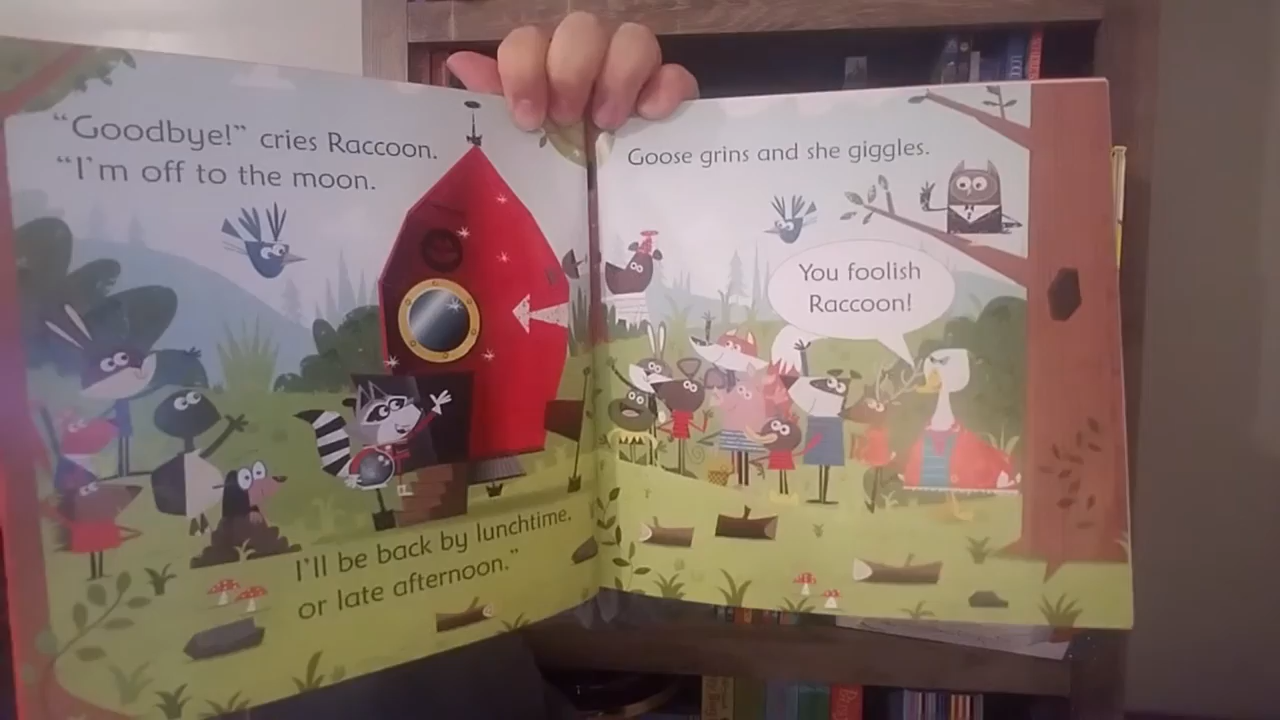 "Goodbye!" cries Raccoon.
"I'm off to the moon.
I'll be back by lunchtime.
or late afternoon."
Goose grins and she giggles.
You foolish
Raccoon!